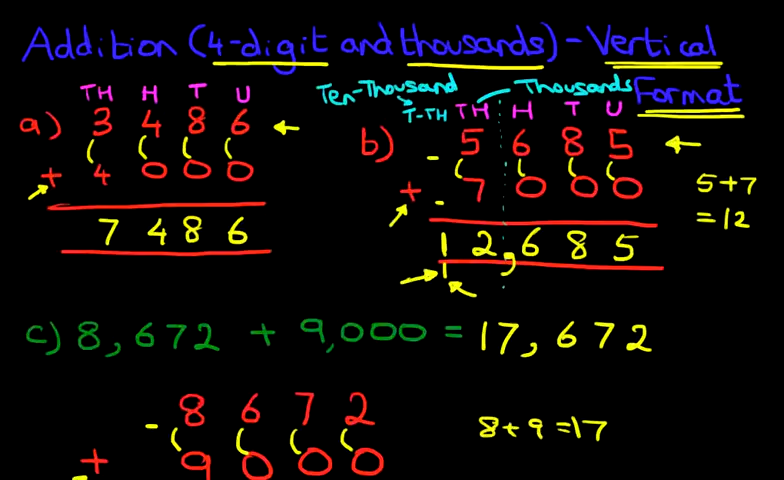 Addition (4-digit and thousands) - Vertical Format
TH H T U
a) 3 4 8 6
+ 4 0 0 0
7 4 8 6
Ten-Thousand Thousands
T-TH TH H T U
b) - 5 6 8 5
+ - 7 0 0 0
1 2,6 8 5
1
5+7
=12
c) 8,672 + 9,000 = 17,672
- 8 6 7 2
+ 9 0 0 0
8+9=17